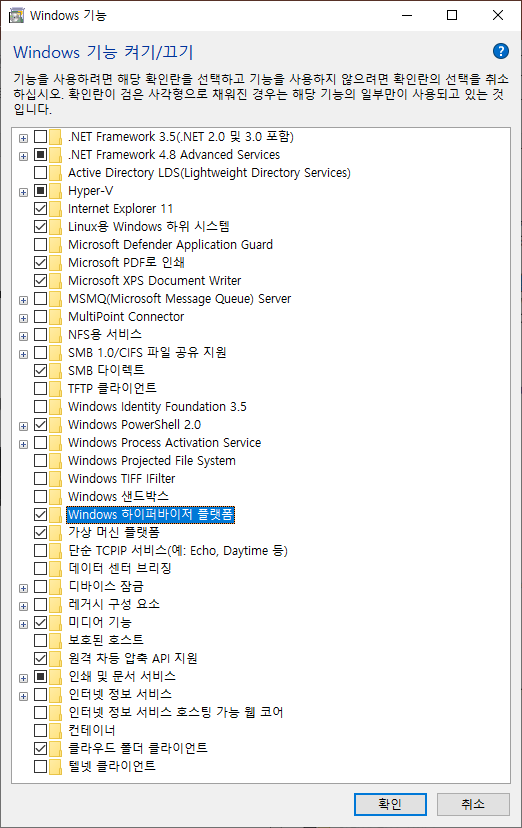 Windows 기능
Windows 기능 켜기/끄기
?
기능을 사용하려면 해당 확인란을 선택하고 기능을 사용하지 않으려면 확인란의 선택을 취소
하십시오. 확인란이 검은 사각형으로 채워진 경우는 해당 기능의 일부만이 사용되고 있는 것
입니다.
.NET Framework 3.5(.NET 2.0 및 3.0 포함)
.NET Framework 4.8 Advanced Services
Active Directory LDS(Lightweight Directory Services)
Hyper-V
Internet Explorer 11
Linux용 Windows 하위 시스템
Microsoft Defender Application Guard
Microsoft PDF로 인쇄
Microsoft XPS Document Writer
MSMQ(Microsoft Message Queue) Server
MultiPoint Connector
NFS용 서비스
SMB 1.0/CIFS 파일 공유 지원
SMB 다이렉트
TFTP 클라이언트
Windows Identity Foundation 3.5
Windows PowerShell 2.0
Windows Process Activation Service
Windows Projected File System
Windows TIFF IFilter
Windows 샌드박스
Windows 하이퍼바이저 플랫폼
가상 머신 플랫폼
단순 TCPIP 서비스(예: Echo, Daytime 등)
데이터 센터 브리징
디바이스 잠금
레거시 구성 요소
미디어 기능
보호된 호스트
원격 차등 압축 API 지원
인쇄 및 문서 서비스
인터넷 정보 서비스
인터넷 정보 서비스 호스팅 가능 웹 코어
컨테이너
클라우드 폴더 클라이언트
텔넷 클라이언트
확인
취소